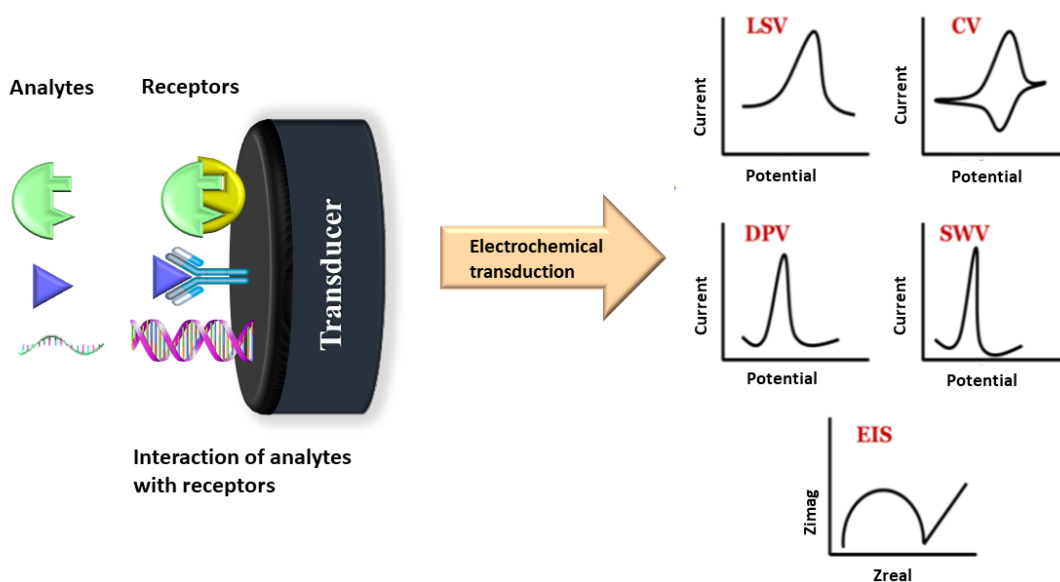 Analytes
Receptors
Transducer
Interaction of analytes
with receptors
Electrochemical
transduction
LSV
Current
Potential
CV
Current
Potential
DPV
Current
Potential
SWV
Current
Potential
EIS
Zimag
Zreal